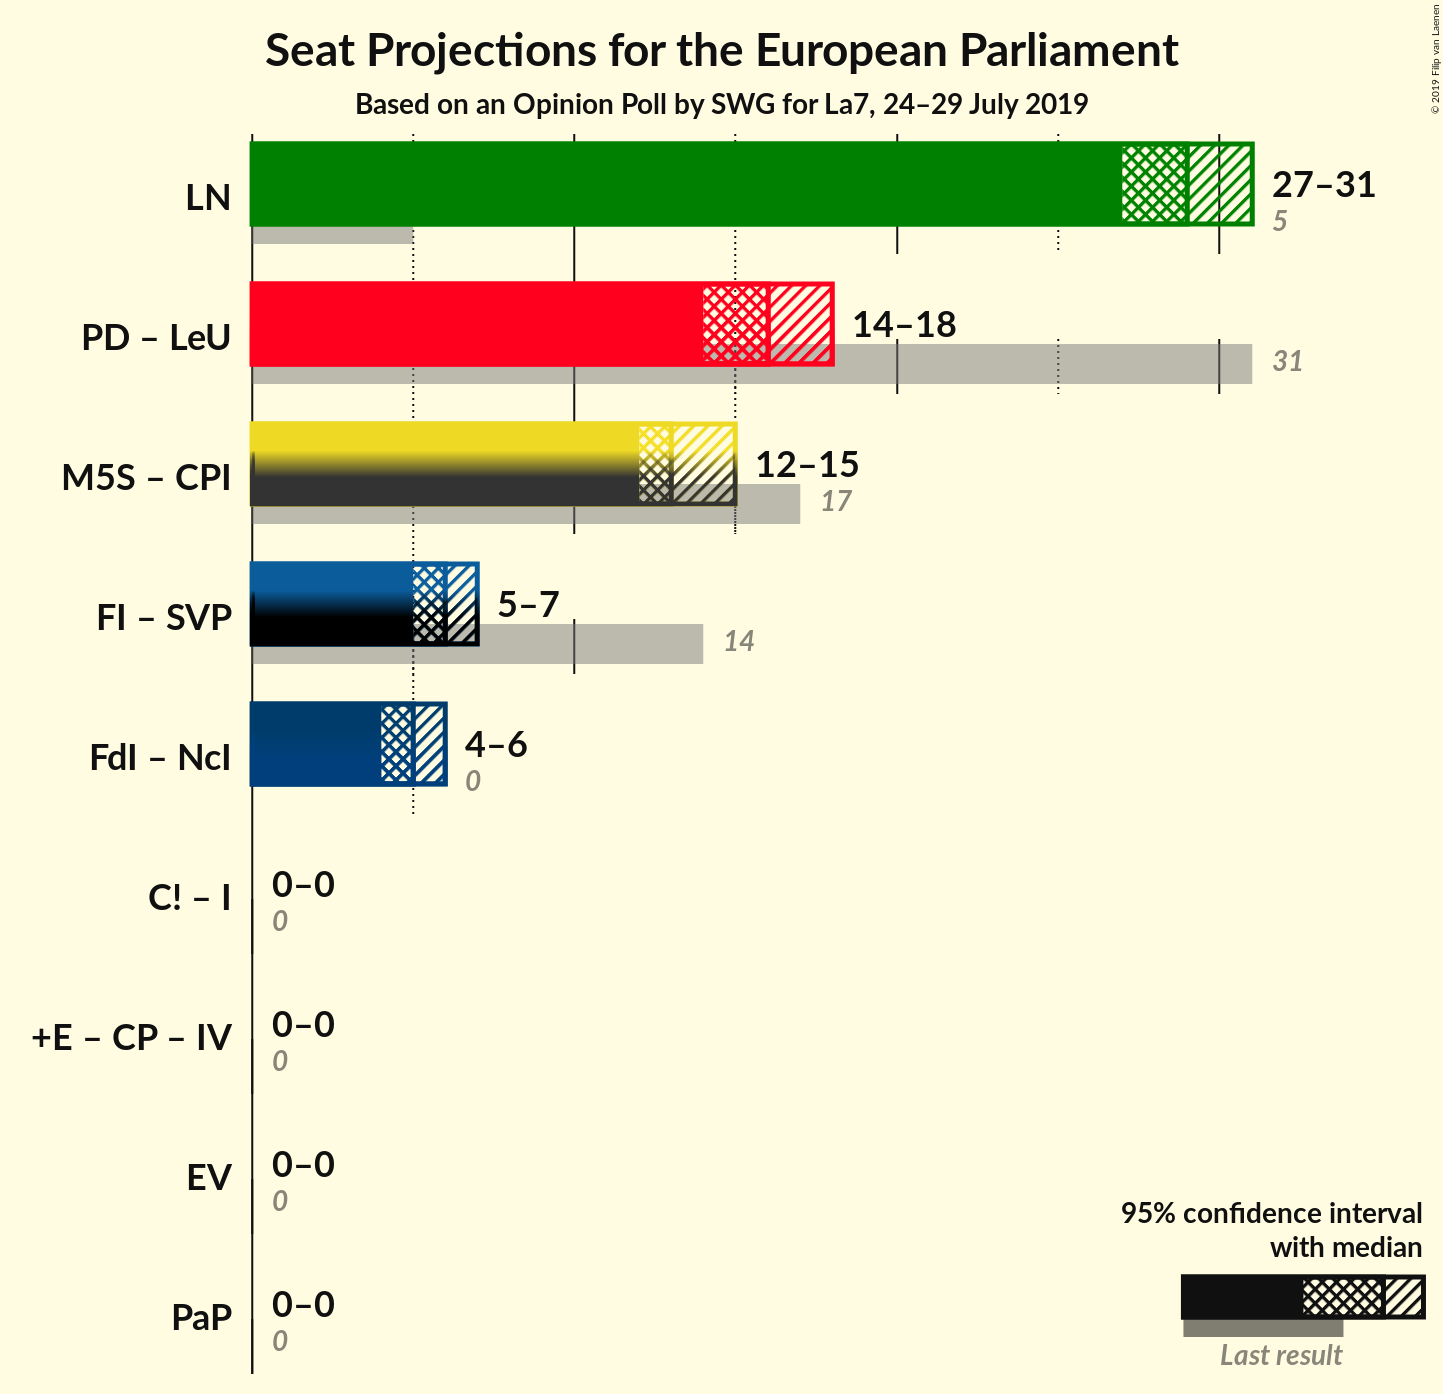 Seat Projections for the European Parliament
Based on an Opinion Poll by SWG for La7, 24–29 July 2019
© 2019 Filip van Laenen
LN
27–31
5
PD – LeU
14–18
31
M5S – CPI
12–15
17
FI – SVP
5–7
14
FdI – NcI
4–6
0
C! – I
0–0
0
+E – CP – IV
0–0
0
EV
0–0
0
PaP
0–0
0
95% confidence interval
with median
Last result